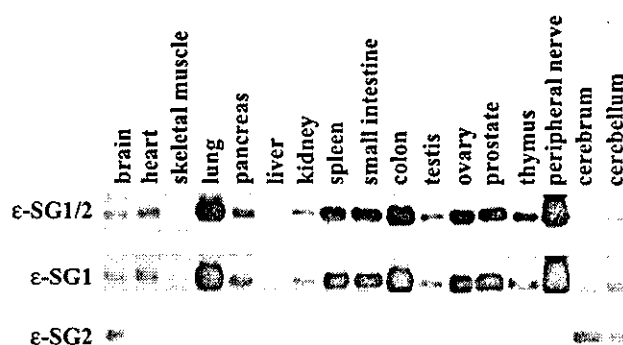 brain
heart
skeletal muscle
lung
pancreas
liver
kidney
spleen
small intestine
colon
testis
ovary
prostate
thymus
peripheral nerve
cerebrum
cerebellum
ε-SG1/2
ε-SG1
ε-SG2